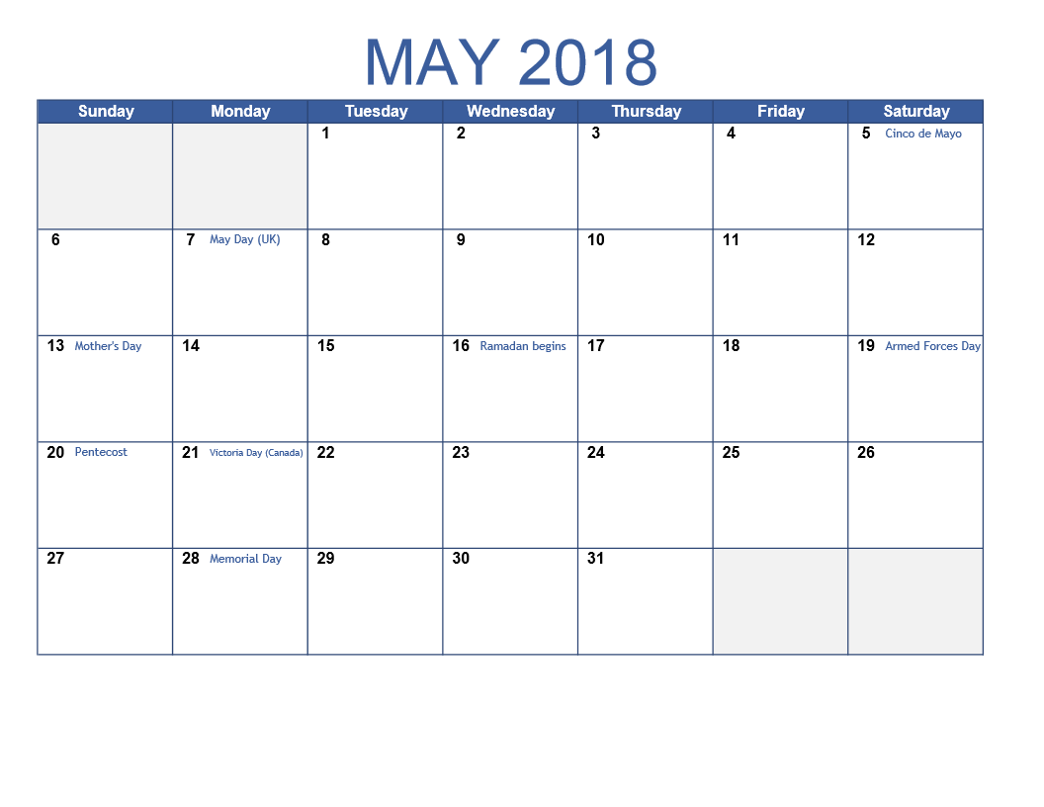 MAY 2018
Sunday Monday Tuesday Wednesday Thursday Friday Saturday
1 2 3 4 5 Cinco de Mayo
6 7 May Day (UK) 8 9 10 11 12
13 Mother's Day 14 15 16 Ramadan begins 17 18 19 Armed Forces Day
20 Pentecost 21 Victoria Day (Canada) 22 23 24 25 26
27 28 Memorial Day 29 30 31